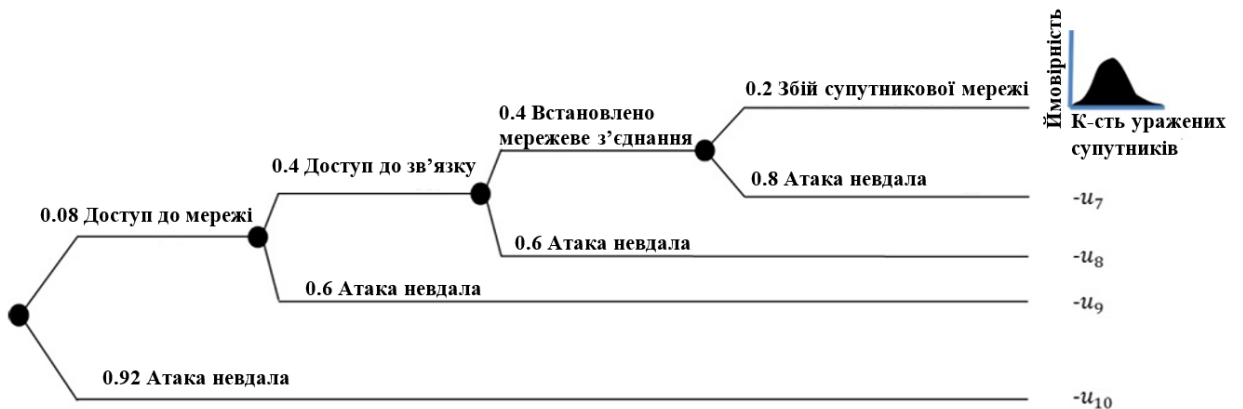 Ймовірність
0.2 Збій супутникової мережі
К-сть уражених
супутників
0.4 Встановлено
мережеве з’єднання
0.4 Доступ до зв’язку
0.8 Атака невдала
-u7
0.08 Доступ до мережі
0.6 Атака невдала
-u8
0.6 Атака невдала
-u9
0.92 Атака невдала
-u10